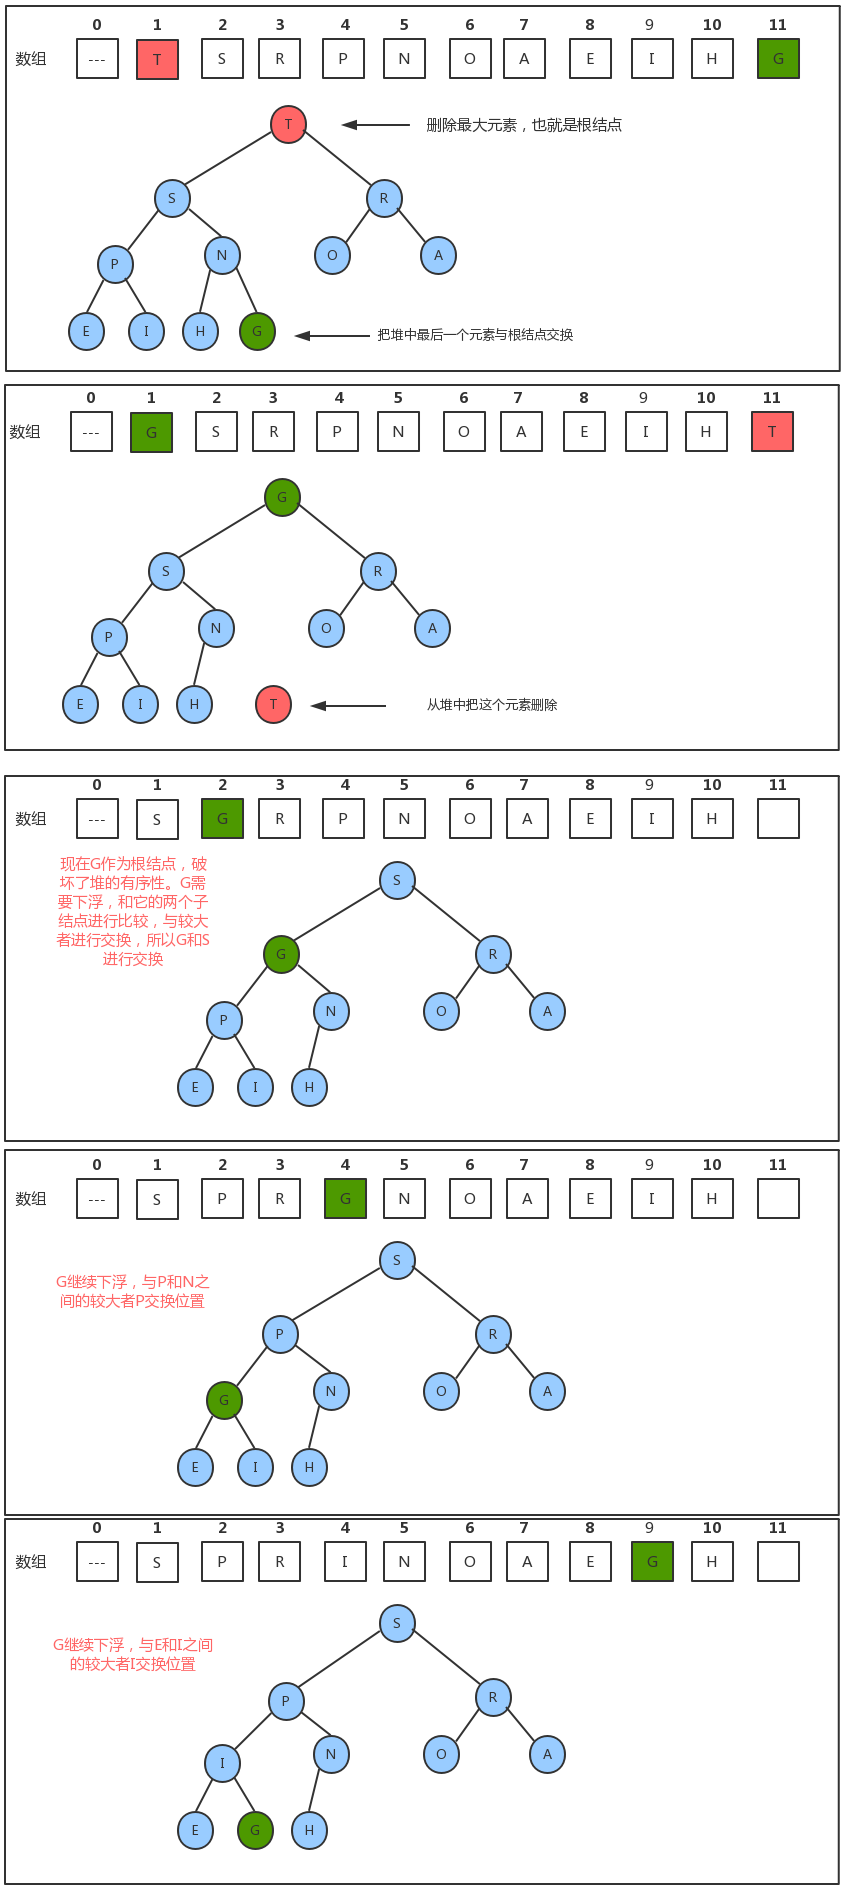 0 1 2 3 4 5 6 7 8 9 10 11
数组 --- T S R P N O A E I H G
T
删除最大元素，也就是根结点
S R
P N O A
E I H G
把堆中最后一个元素与根结点交换
0 1 2 3 4 5 6 7 8 9 10 11
数组 --- G S R P N O A E I H T
G
S R
P N O A
E I H T
从堆中把这个元素删除
0 1 2 3 4 5 6 7 8 9 10 11
数组 --- S G R P N O A E I H
现在G作为根结点，破
坏了堆的有序性。G需
要下浮，和它的两个子
结点进行比较，与较大
者进行交换，所以G和S
进行交换
S
G R
P N O A
E I H
0 1 2 3 4 5 6 7 8 9 10 11
数组 --- S P R G N O A E I H
G继续下浮，与P和N之
间的较大者P交换位置
S
P R
G N O A
E I H
0 1 2 3 4 5 6 7 8 9 10 11
数组 --- S P R I N O A E G H
G继续下浮，与E和I之间
的较大者I交换位置
S
P R
I N O A
E G H